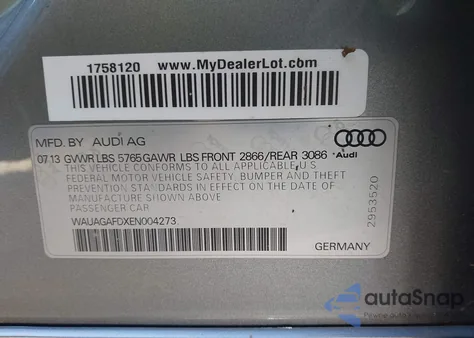 1758120 www.MyDealerLot.com
MFD. BY AUDI AG
07 13 GVWR LBS 5765 GAWR LBS FRONT 2866/REAR 3086 *Audi
THIS VEHICLE CONFORMS TO ALL APPLICABLE U.S.
FEDERAL MOTOR VEHICLE SAFETY, BUMPER AND THEFT
PREVENTION STANDARDS IN EFFECT ON THE DATE OF
MANUFACTURE SHOWN ABOVE
PASSENGER CAR
WAUAGAFDXEN004273
2953520
GERMANY
autoSnap